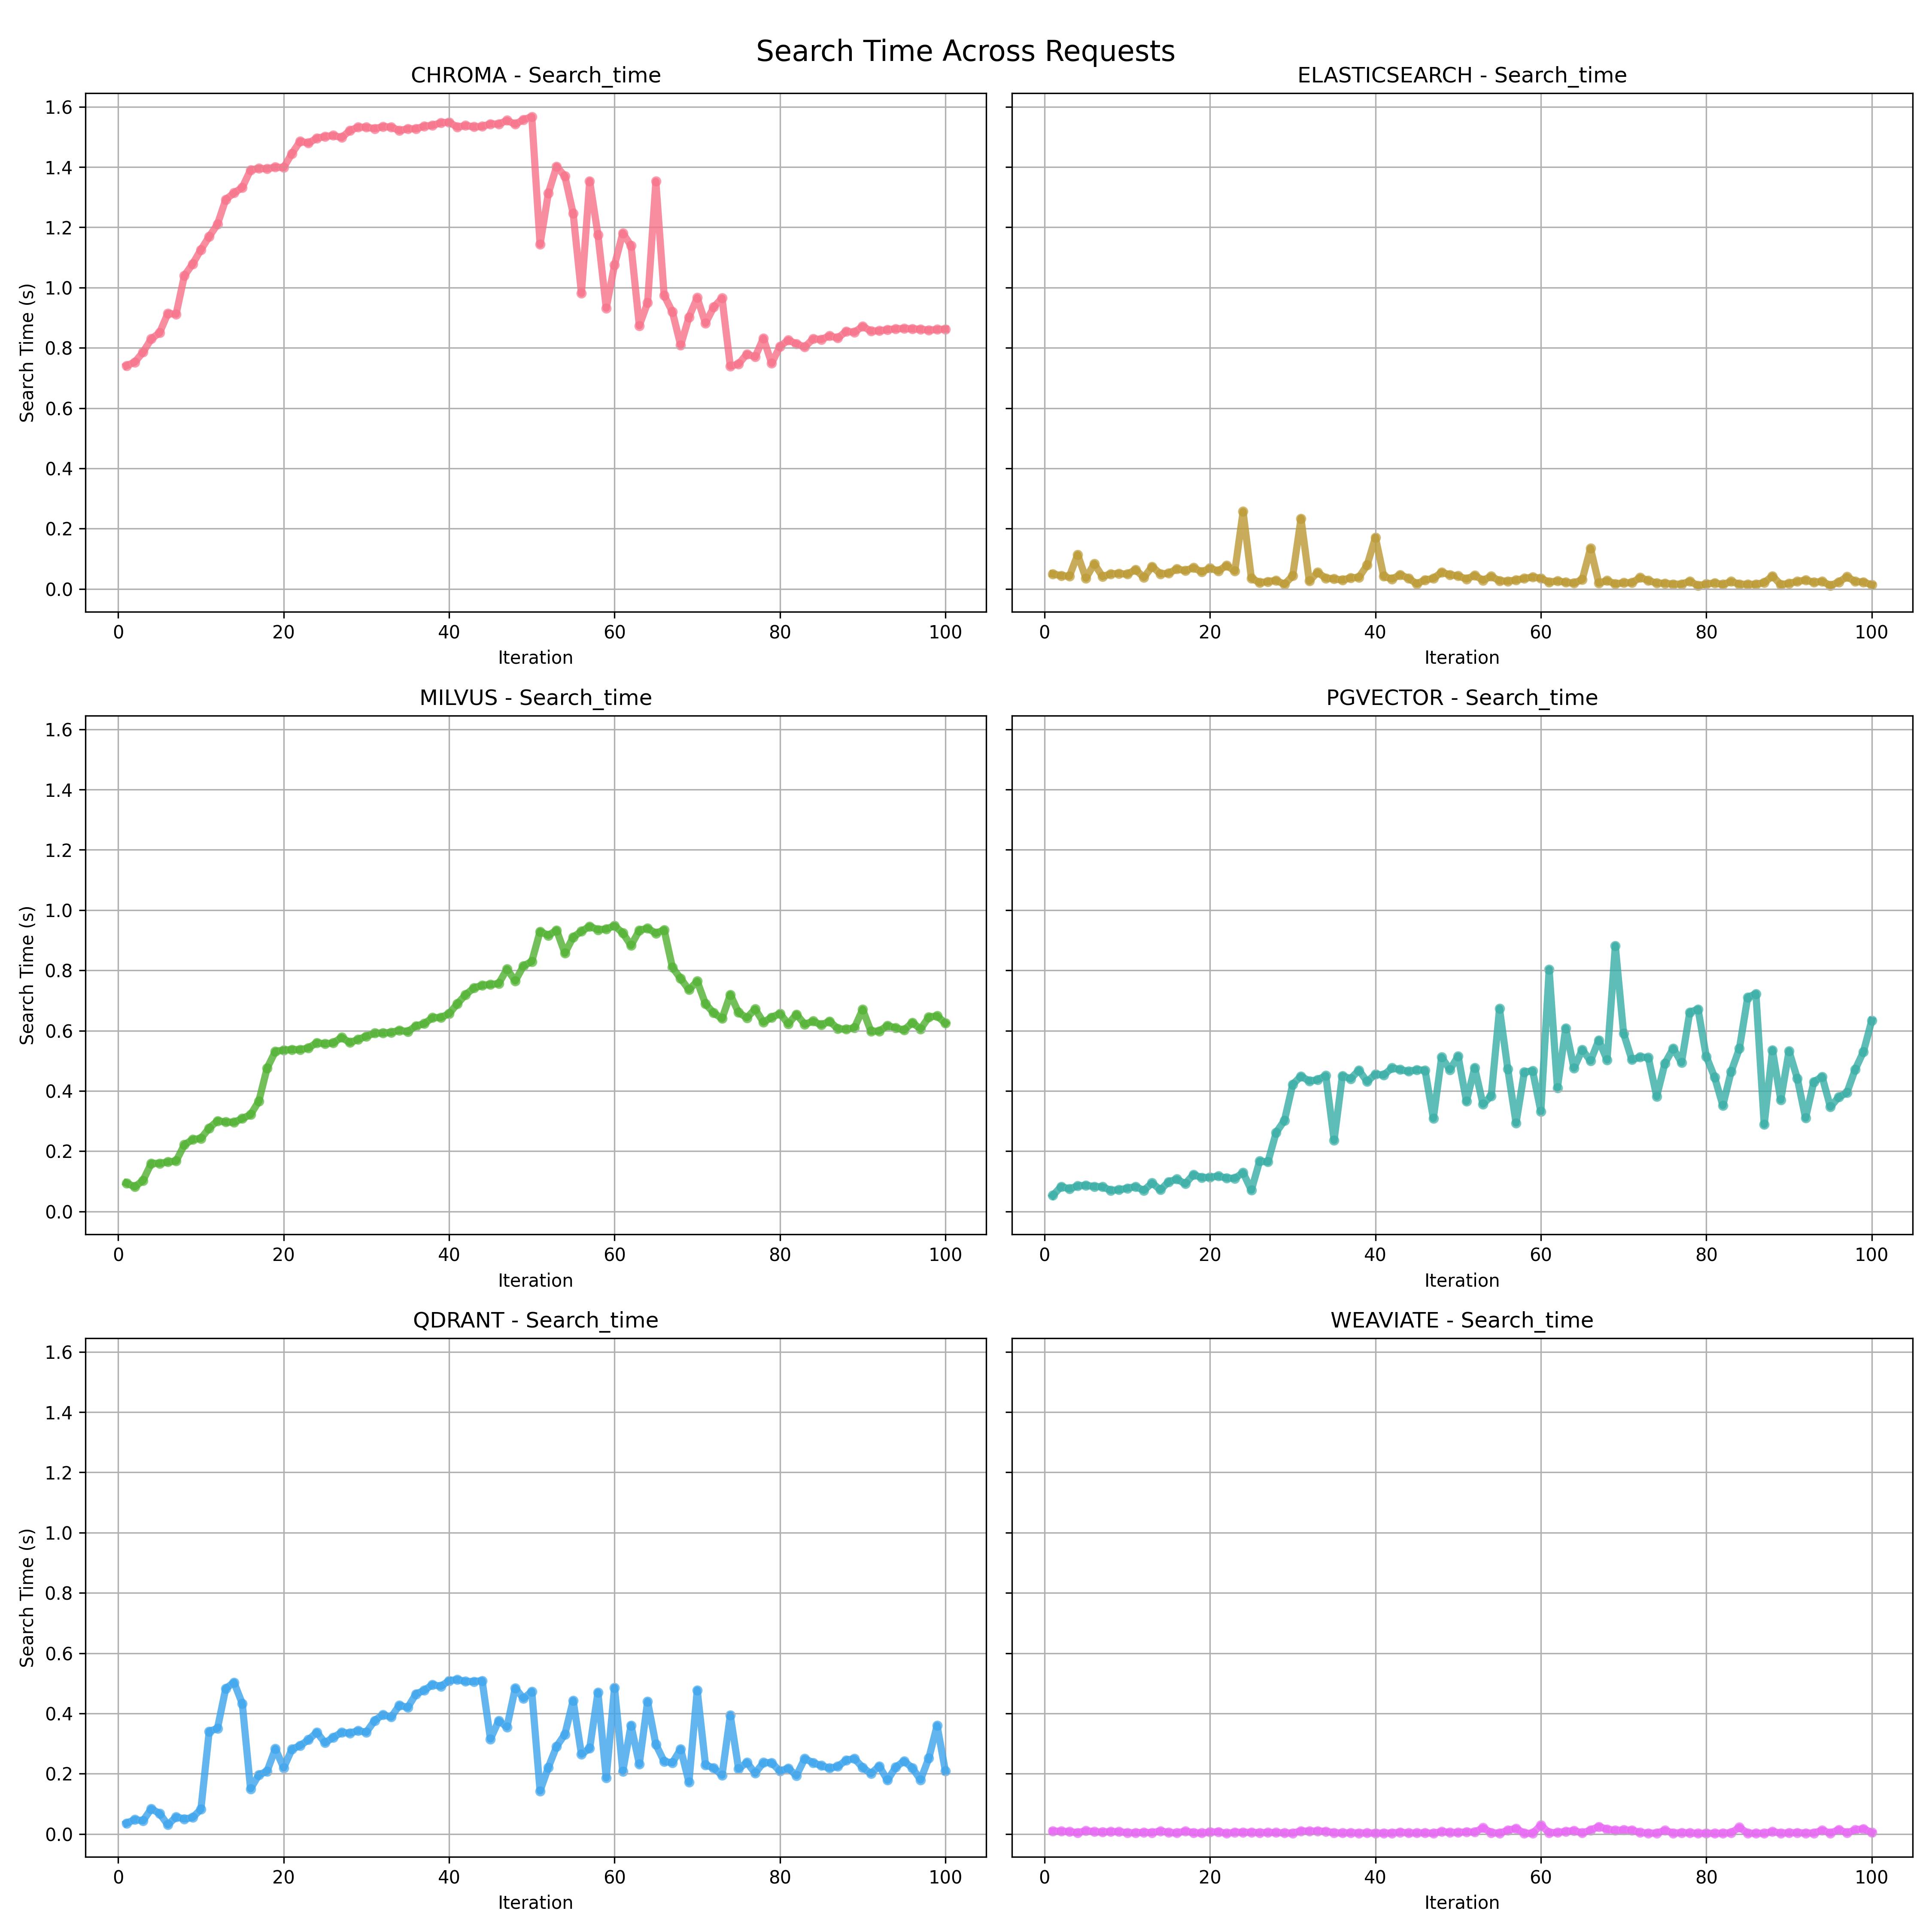 Search Time Across Requests
CHROMA - Search_time
Search Time (s)
1.6
1.4
1.2
1.0
0.8
0.6
0.4
0.2
0.0
0 20 40 60 80 100
Iteration
ELASTICSEARCH - Search_time
0 20 40 60 80 100
Iteration
MILVUS - Search_time
Search Time (s)
1.6
1.4
1.2
1.0
0.8
0.6
0.4
0.2
0.0
0 20 40 60 80 100
Iteration
PGVECTOR - Search_time
0 20 40 60 80 100
Iteration
QDRANT - Search_time
Search Time (s)
1.6
1.4
1.2
1.0
0.8
0.6
0.4
0.2
0.0
0 20 40 60 80 100
Iteration
WEAVIATE - Search_time
0 20 40 60 80 100
Iteration